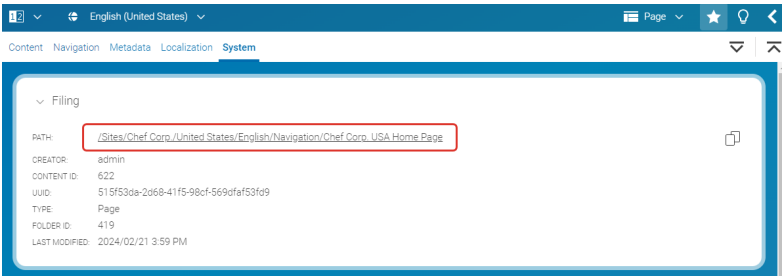 12 English (United States) Page
Content Navigation Metadata Localization System
Filing
PATH: /Sites/Chef Corp./United States/English/Navigation/Chef Corp. USA Home Page
CREATOR: admin
CONTENT ID: 622
UUID: 515f53da-2d68-41f5-98cf-569dfaf53fd9
TYPE: Page
FOLDER ID: 419
LAST MODIFIED: 2024/02/21 3:59 PM